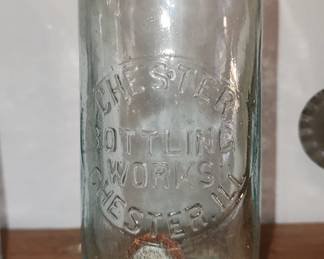 CHESTER
BOTTLING
WORKS
CHESTER, ILL